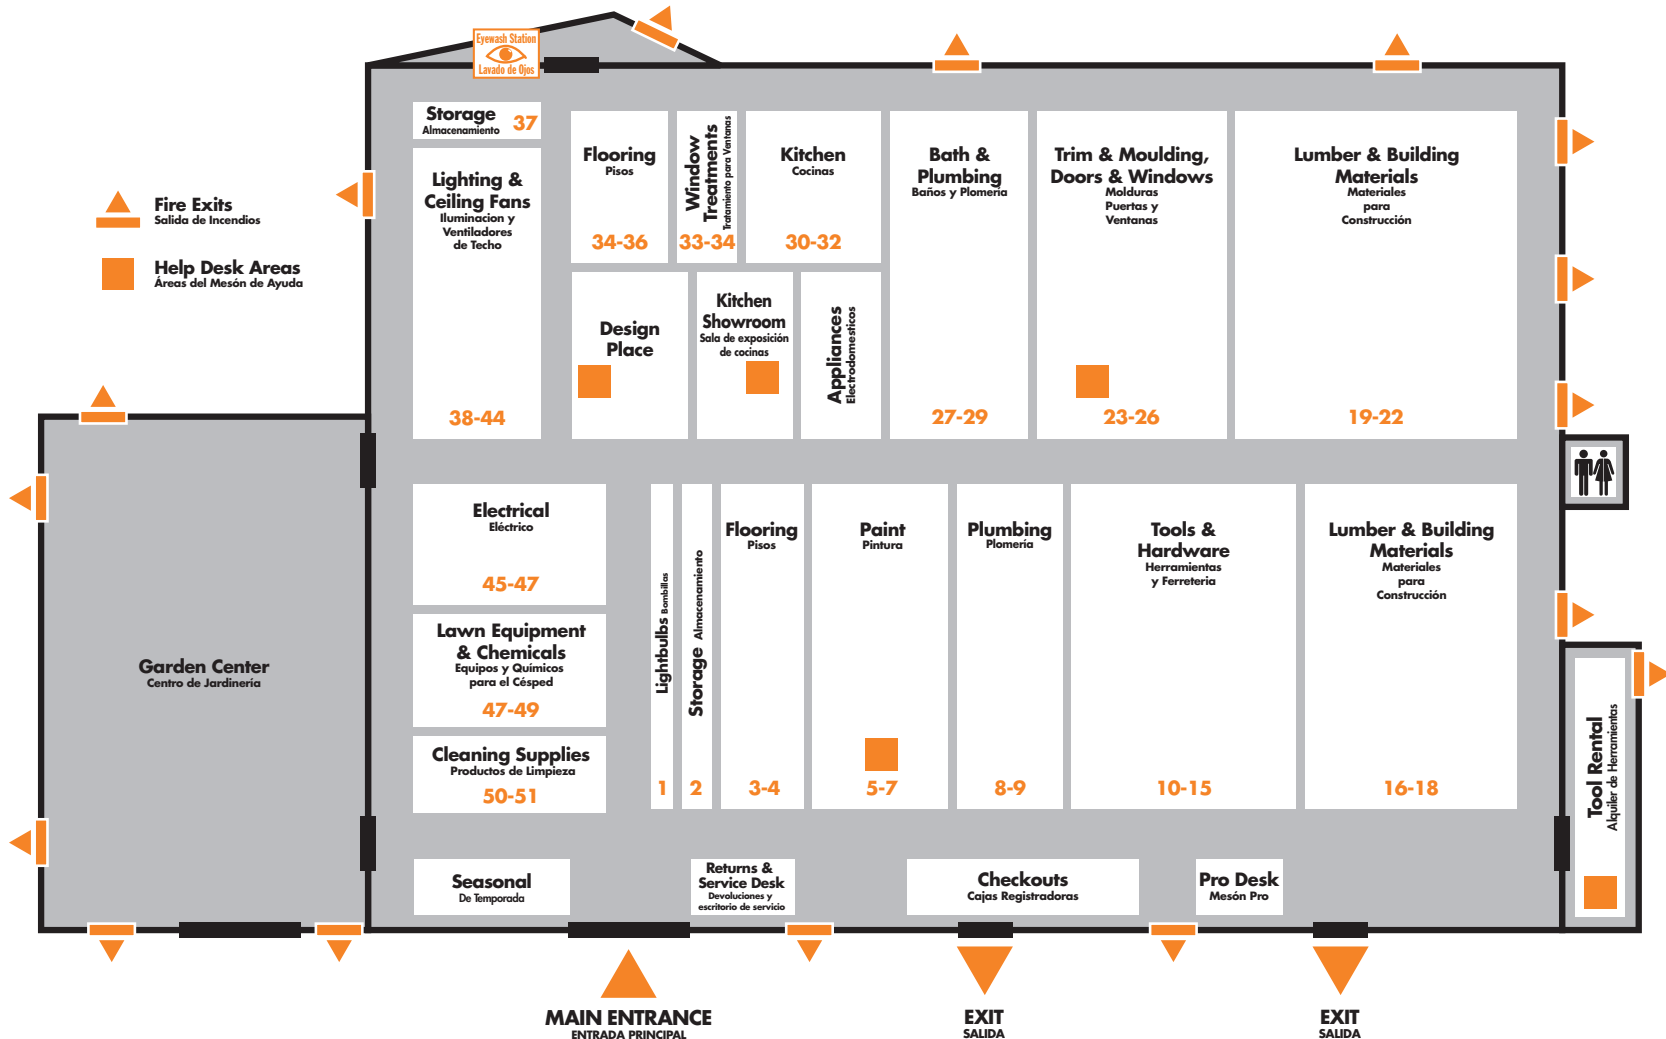 Eyewash Station
Lavado de Ojos
Fire Exits
Salida de Incendios
Help Desk Areas
Áreas del Mesón de Ayuda
Storage
Almacenamiento
37
Lighting &
Ceiling Fans
Iluminacion y
Ventiladores
de Techo
38-44
Flooring
Pisos
34-36
Window
Treatments
Tratamiento para Ventanas
33-34
Kitchen
Cocinas
30-32
Design
Place
Kitchen
Showroom
Sala de exposición
de cocinas
Appliances
Electrodomesticos
Bath &
Plumbing
Baños y Plomeria
27-29
Trim & Moulding,
Doors & Windows
Molduras
Puertas y
Ventanas
23-26
Lumber & Building
Materials
Materiales
para
Construcción
19-22
Garden Center
Centro de Jardinería
Electrical
Eléctrico
45-47
Lawn Equipment
& Chemicals
Equipos y Químicos
para el Césped
47-49
Cleaning Supplies
Productos de Limpieza
50-51
Lightbulbs Bombillas
1
Storage Almacenamiento
2
Flooring
Pisos
3-4
Paint
Pintura
5-7
Plumbing
Plomería
8-9
Tools &
Hardware
Herramientas
y Ferreteria
10-15
Lumber & Building
Materials
Materiales
para
Construcción
16-18
Tool Rental
Alquiler de Herramientas
Seasonal
De Temporada
Returns &
Service Desk
Devoluciones y
escritorio de servicio
Checkouts
Cajas Registradoras
Pro Desk
Mesón Pro
MAIN ENTRANCE
ENTRADA PRINCIPAL
EXIT
SALIDA
EXIT
SALIDA